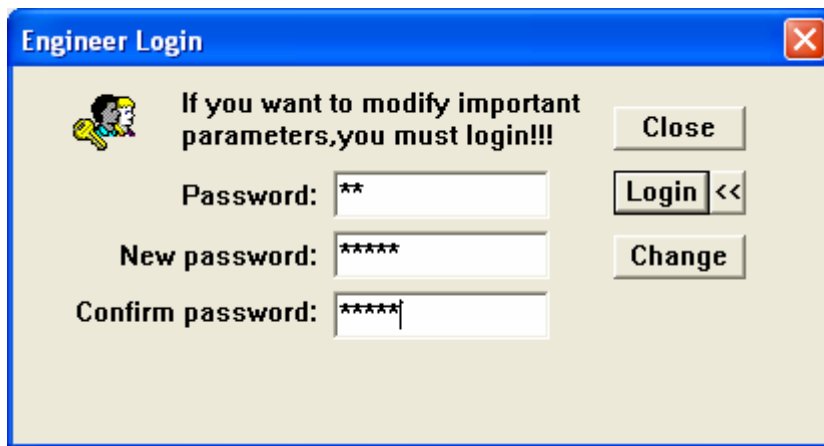 Engineer Login
If you want to modify important
parameters,you must login!!!
Close
Password: **
Login <<
New password: *****
Change
Confirm password: *****